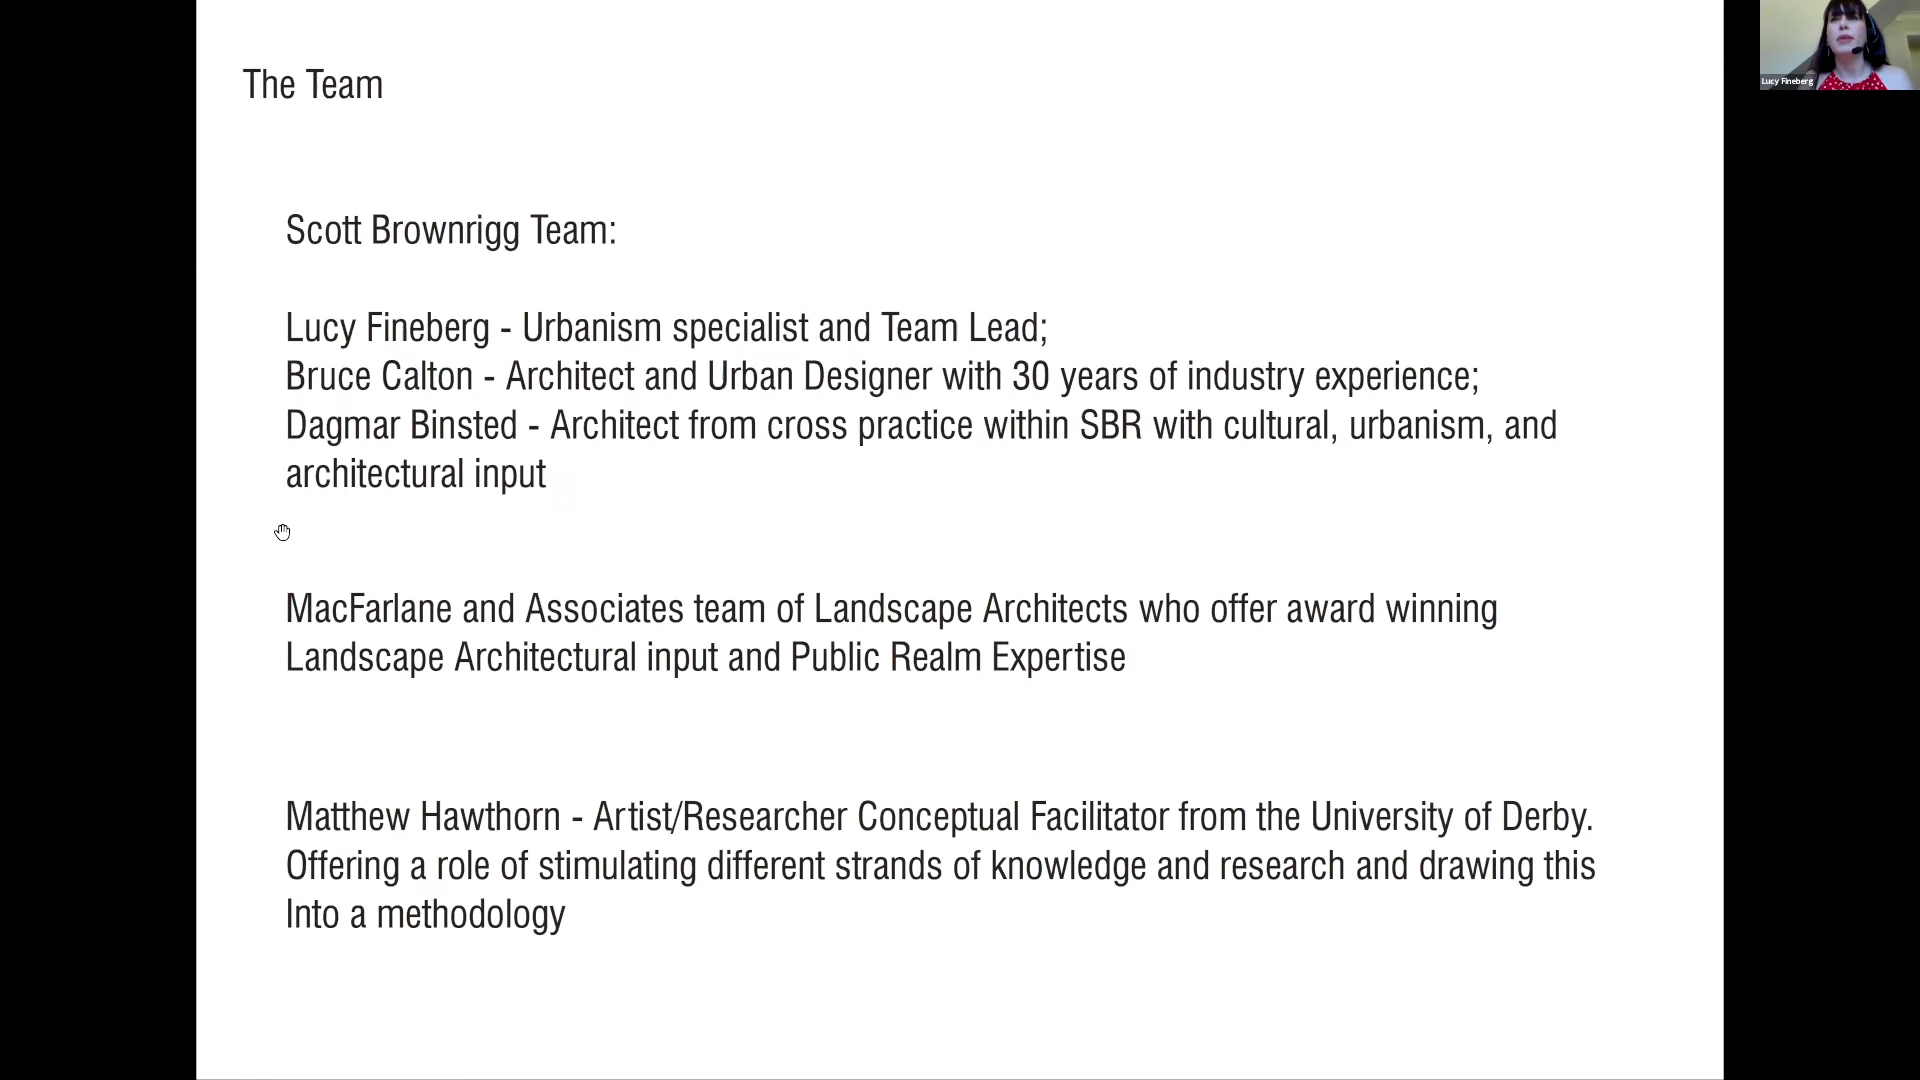 The Team
Lucy Fineberg
Scott Brownrigg Team:
Lucy Fineberg - Urbanism specialist and Team Lead;
Bruce Calton - Architect and Urban Designer with 30 years of industry experience;
Dagmar Binsted - Architect from cross practice within SBR with cultural, urbanism, and
architectural input
MacFarlane and Associates team of Landscape Architects who offer award winning
Landscape Architectural input and Public Realm Expertise
Matthew Hawthorn - Artist/Researcher Conceptual Facilitator from the University of Derby.
Offering a role of stimulating different strands of knowledge and research and drawing this
Into a methodology